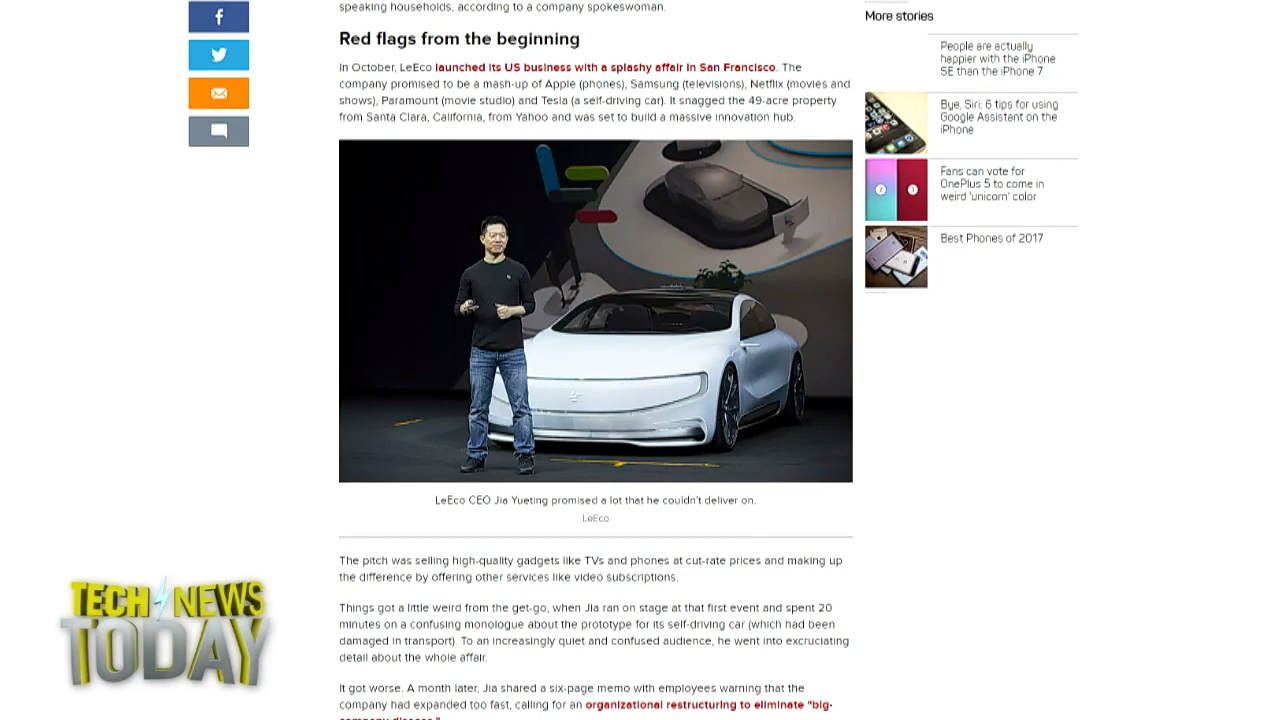 speaking households, according to a company spokeswoman.
Red flags from the beginning
In October, LeEco launched its US business with a splashy affair in San Francisco. The
company promised to be a mash-up of Apple (phones), Samsung (televisions), Netflix (movies and
shows), Paramount (movie studio) and Tesla (a self-driving car). It snagged the 49-acre property
from Santa Clara, California, from Yahoo and was set to build a massive innovation hub.
LeEco CEO Jia Yueting promised a lot that he couldn't deliver on.
LeEco
The pitch was selling high-quality gadgets like TVs and phones at cut-rate prices and making up
the difference by offering other services like video subscriptions.
Things got a little weird from the get-go, when Jia ran on stage at that first event and spent 20
minutes on a confusing monologue about the prototype for its self-driving car (which had been
damaged in transport). To an increasingly quiet and confused audience, he went into excruciating
detail about the whole affair.
It got worse. A month later, Jia shared a six-page memo with employees warning that the
company had expanded too fast, calling for an organizational restructuring to eliminate "big-
company disease."
More stories
People are actually
happier with the iPhone
SE than the iPhone 7
Bye, Siri: 6 tips for using
Google Assistant on the
iPhone
Fans can vote for
OnePlus 5 to come in
weird 'unicorn' color
Best Phones of 2017
TECH NEWS
TODAY